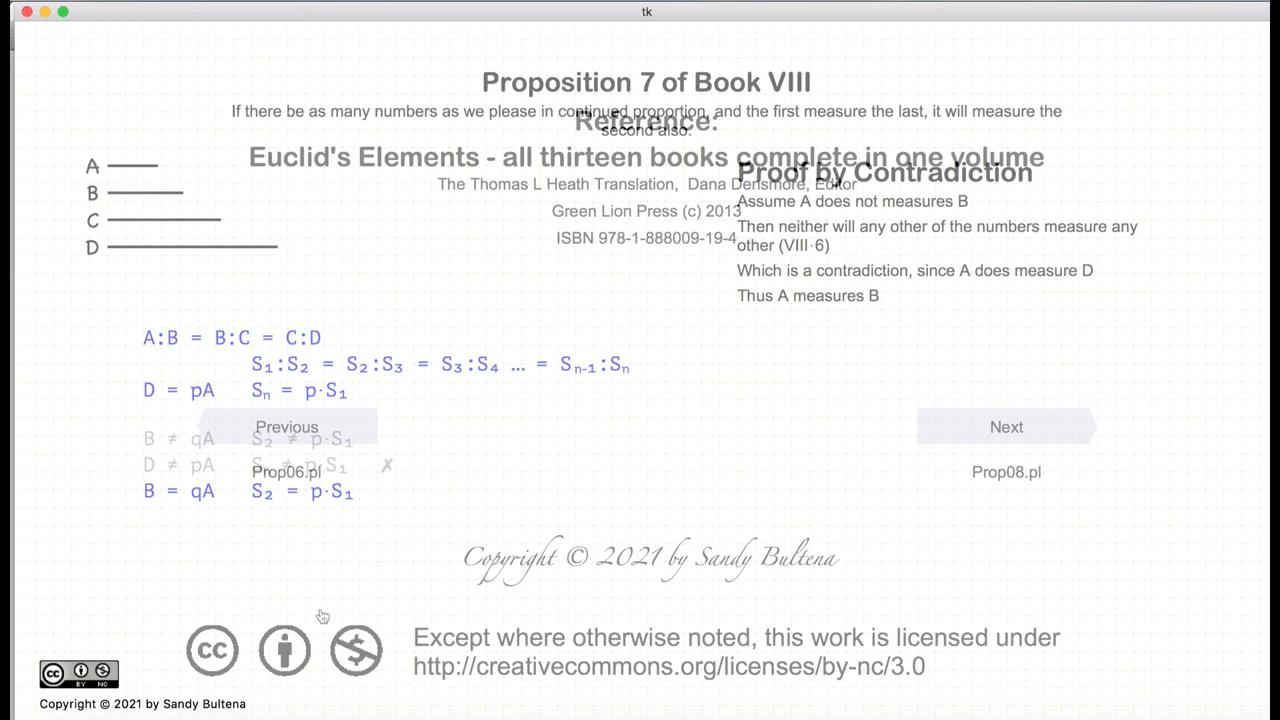 tk
Proposition 7 of Book VIII
If there be as many numbers as we please in continued proportion, and the first measure the last, it will measure the
second also.
Reference:
Euclid's Elements - all thirteen books complete in one volume
The Thomas L Heath Translation, Dana Densmore, Editor
Green Lion Press (c) 2013
ISBN 978-1-888009-19-4
Proof by Contradiction
Assume A does not measures B
Then neither will any other of the numbers measure any
other (VIII·6)
Which is a contradiction, since A does measure D
Thus A measures B
A
B
C
D
A:B = B:C = C:D
S₁:S₂ = S₂:S₃ = S₃:S₄ … = Sₙ₋₁:Sₙ
D = pA Sₙ = p·S₁
B ≠ qA S₂ ≠ p·S₁
D ≠ pA Sₙ ≠ p·S₁ ✗
B = qA S₂ = p·S₁
Previous
Prop06.pl
Next
Prop08.pl
Copyright © 2021 by Sandy Bultena
cc
Except where otherwise noted, this work is licensed under
http://creativecommons.org/licenses/by-nc/3.0
cc BY NC
Copyright © 2021 by Sandy Bultena